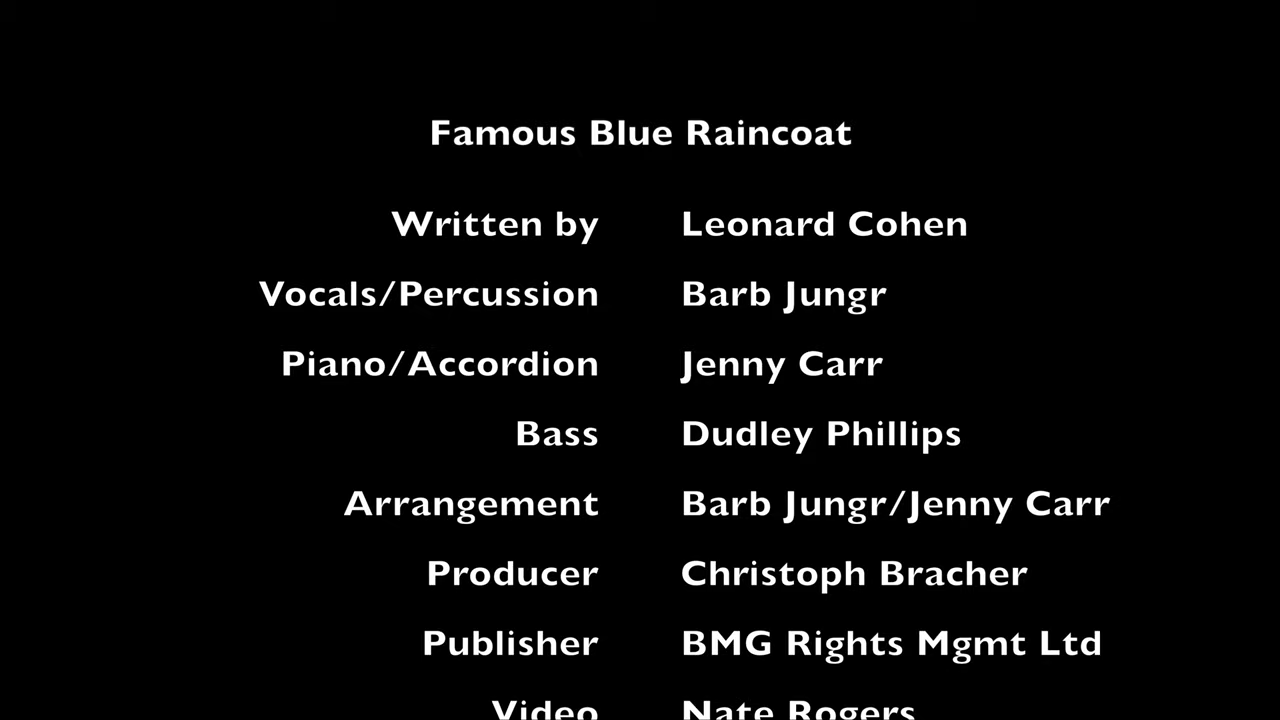 Famous Blue Raincoat
Written by Leonard Cohen
Vocals/Percussion Barb Jungr
Piano/Accordion Jenny Carr
Bass Dudley Phillips
Arrangement Barb Jungr/Jenny Carr
Producer Christoph Bracher
Publisher BMG Rights Mgmt Ltd
Video Nate Rogers